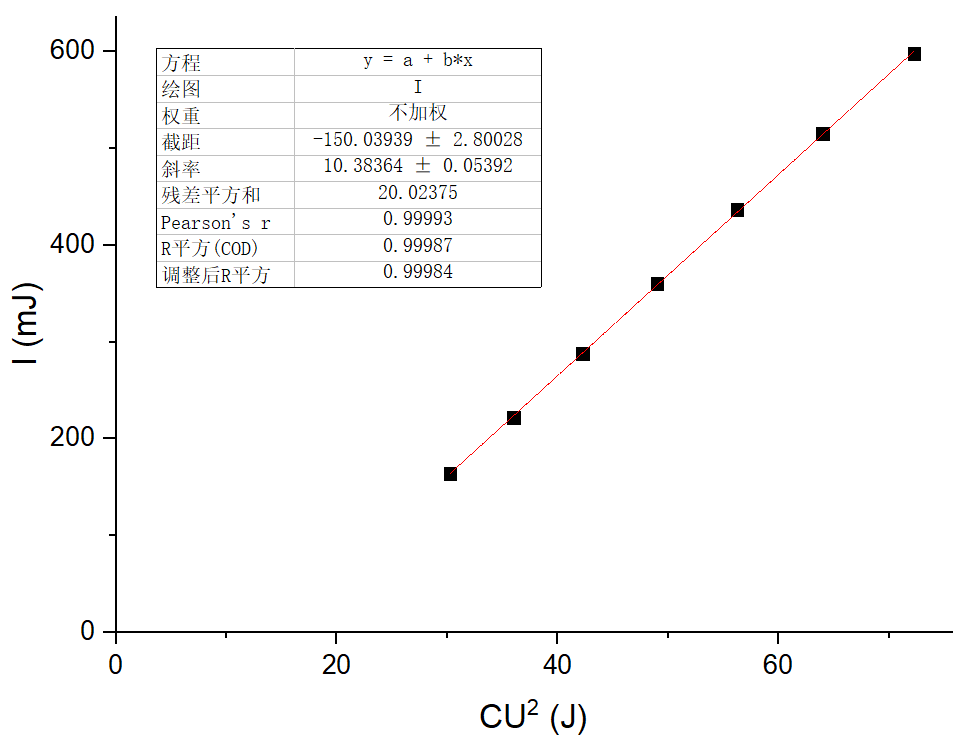 600
400
200
0
I (mJ)
方程 y = a + b*x
绘图 I
权重 不加权
截距 -150.03939 ± 2.80028
斜率 10.38364 ± 0.05392
残差平方和 20.02375
Pearson's r 0.99993
R平方(COD) 0.99987
调整后R平方 0.99984
0 20 40 60
CU² (J)